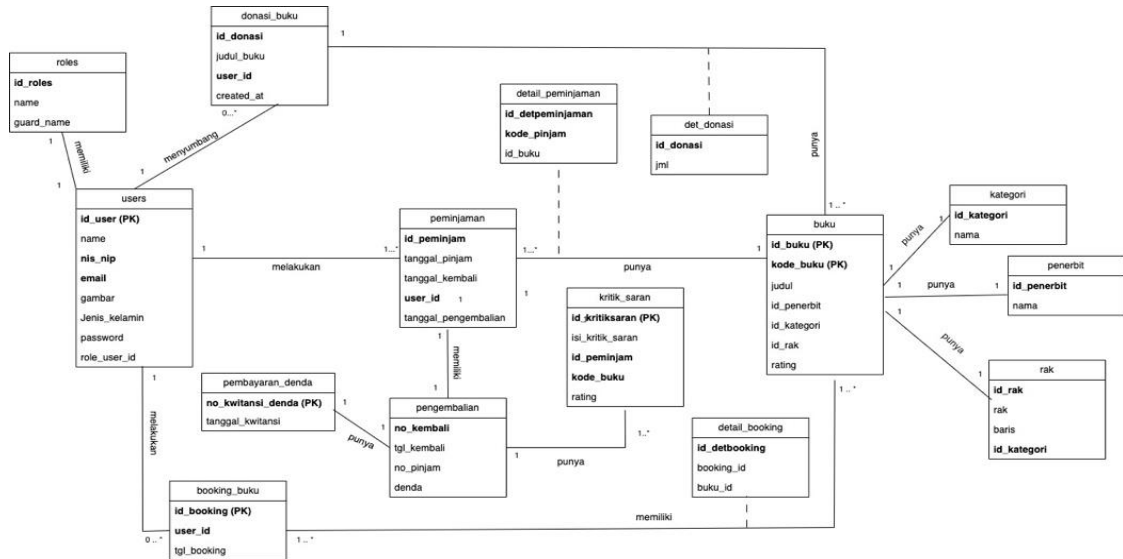 donasi_buku
id_donasi
judul_buku
user_id
created_at
1
0...*
roles
id_roles
name
guard_name
1
memiliki
1
menyumbang
1
users
id_user (PK)
name
nis_nip
email
gambar
Jenis_kelamin
password
role_user_id
1
melakukan
1
1...*
peminjaman
id_peminjam
tanggal_pinjam
tanggal_kembali
user_id
1
tanggal_pengembalian
1...*
punya
1
1
detail_peminjaman
id_detpeminjaman
kode_pinjam
id_buku
det_donasi
id_donasi
jml
punya
1 .. *
buku
id_buku (PK)
kode_buku (PK)
judul
id_penerbit
id_kategori
id_rak
rating
1 .. *
kategori
id_kategori
nama
1
punya
1
penerbit
id_penerbit
nama
1
punya
1
rak
id_rak
rak
baris
id_kategori
1
punya
1
kritik_saran
id_kritiksaran (PK)
isi_kritik_saran
id_peminjam
kode_buku
rating
1..*
punya
1
1
memiliki
1
pengembalian
no_kembali
tgl_kembali
no_pinjam
denda
pembayaran_denda
no_kwitansi_denda (PK)
tanggal_kwitansi
1
punya
1
detail_booking
id_detbooking
booking_id
buku_id
memiliki
melakukan
booking_buku
id_booking (PK)
user_id
tgl_booking
0 .. *
1 .. *